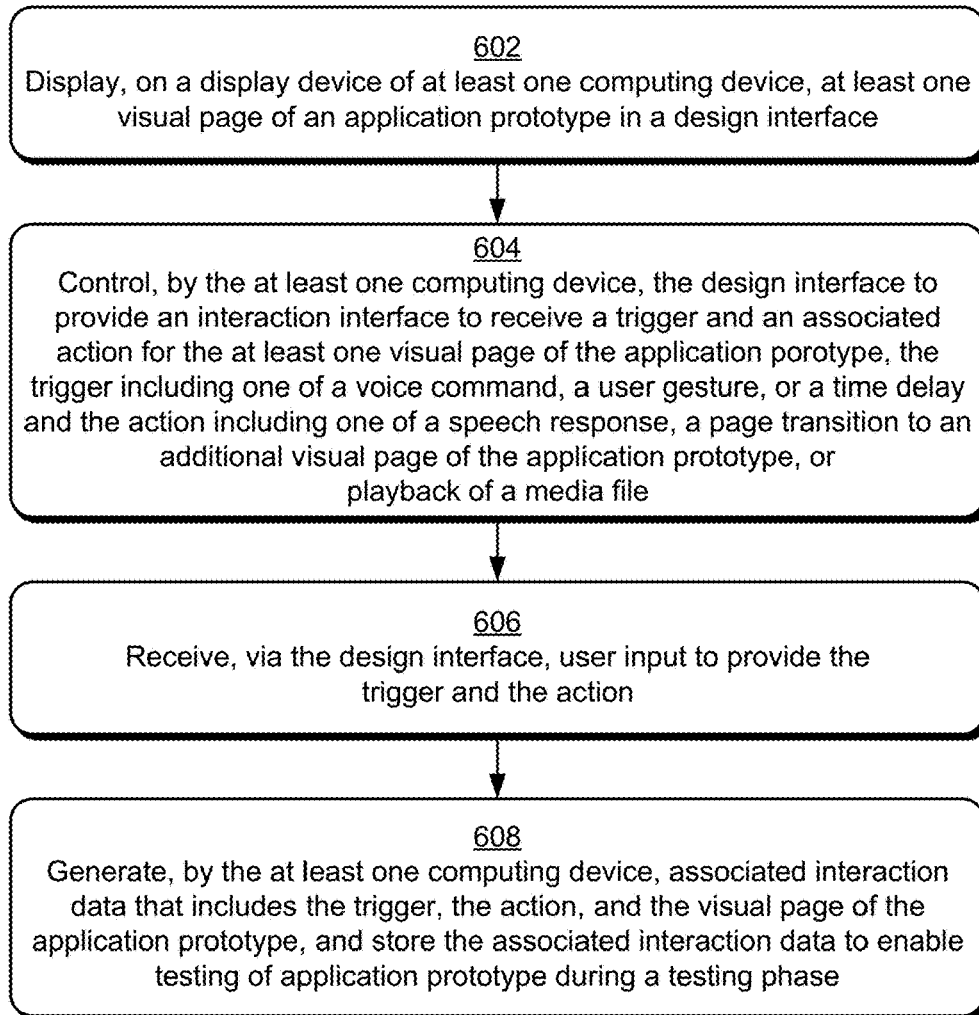 602
Display, on a display device of at least one computing device, at least one
visual page of an application prototype in a design interface
604
Control, by the at least one computing device, the design interface to
provide an interaction interface to receive a trigger and an associated
action for the at least one visual page of the application porotype, the
trigger including one of a voice command, a user gesture, or a time delay
and the action including one of a speech response, a page transition to an
additional visual page of the application prototype, or
playback of a media file
606
Receive, via the design interface, user input to provide the
trigger and the action
608
Generate, by the at least one computing device, associated interaction
data that includes the trigger, the action, and the visual page of the
application prototype, and store the associated interaction data to enable
testing of application prototype during a testing phase